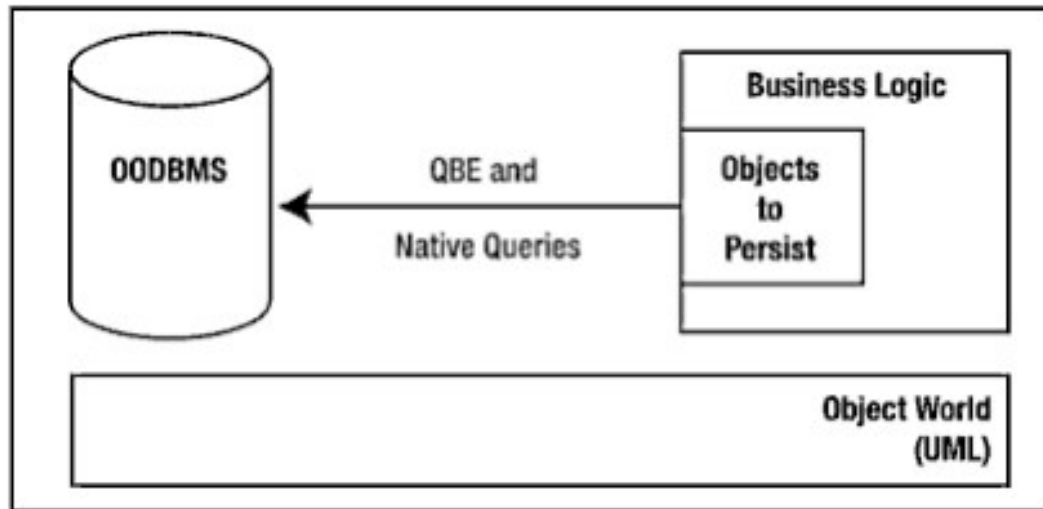 OODBMS
QBE and
Native Queries
Business Logic
Objects
to
Persist
Object World
(UML)